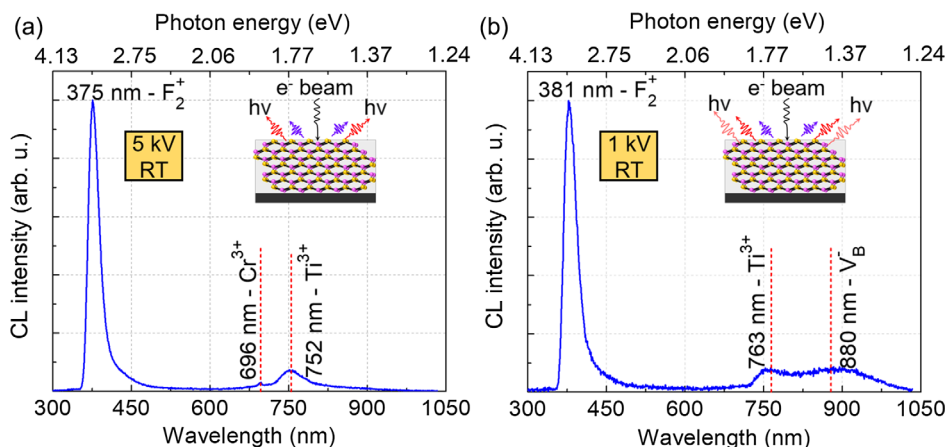 (a)
Photon energy (eV)
4.13 2.75 2.06 1.77 1.37 1.24
375 nm - F₂⁺
e⁻ beam
hν hν
5 kV
RT
696 nm - Cr³⁺
752 nm - Ti³⁺
CL intensity (arb. u.)
300 450 600 750 900 1050
Wavelength (nm)
(b)
Photon energy (eV)
4.13 2.75 2.06 1.77 1.37 1.24
381 nm - F₂⁺
e⁻ beam
hν hν
1 kV
RT
763 nm - Ti³⁺
880 nm - V_B⁻
CL intensity (arb. u.)
300 450 600 750 900 1050
Wavelength (nm)